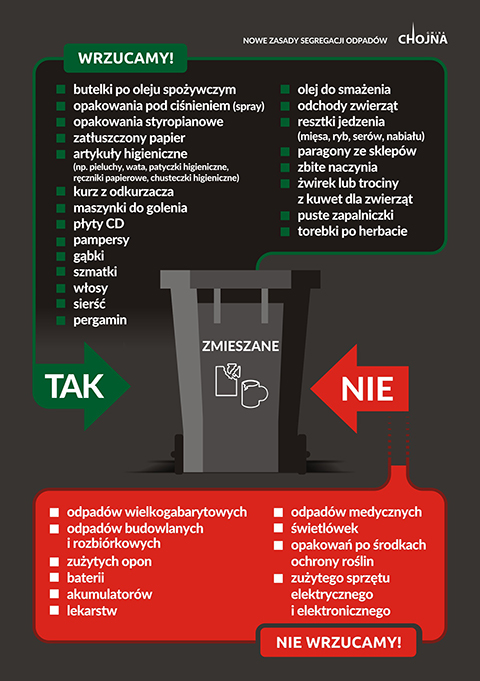 NOWE ZASADY SEGREGACJI ODPADÓW
GMINA
CHOJNA
WRZUCAMY!
butelki po oleju spożywczym
opakowania pod ciśnieniem (spray)
opakowania styropianowe
zatłuszczony papier
artykuły higieniczne
(np. pieluchy, wata, patyczki higieniczne,
ręczniki papierowe, chusteczki higieniczne)
kurz z odkurzacza
maszynki do golenia
płyty CD
pampersy
gąbki
szmatki
włosy
sierść
pergamin
olej do smażenia
odchody zwierząt
resztki jedzenia
(mięsa, ryb, serów, nabiału)
paragony ze sklepów
zbite naczynia
żwirek lub trociny
z kuwet dla zwierząt
puste zapalniczki
torebki po herbacie
ZMIESZANE
TAK
NIE
odpadów wielkogabarytowych
odpadów budowlanych
i rozbiórkowych
zużytych opon
baterii
akumulatorów
lekarstw
odpadów medycznych
świetlówek
opakowań po środkach
ochrony roślin
zużytego sprzętu
elektrycznego
i elektronicznego
NIE WRZUCAMY!